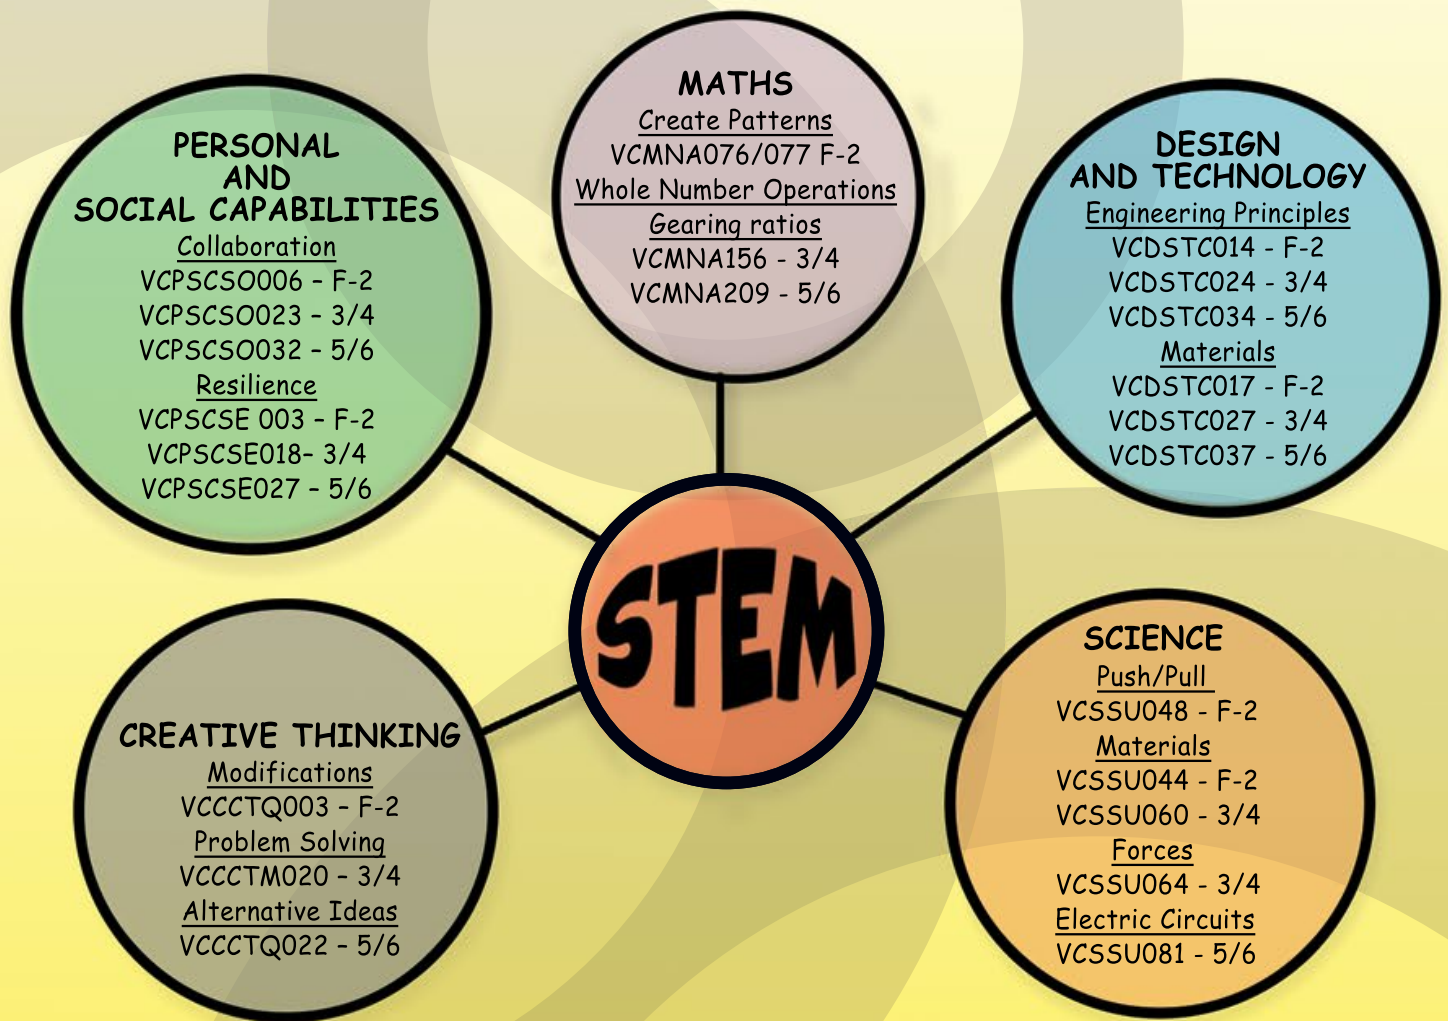 MATHS
Create Patterns
VCMNA076/077 F-2
Whole Number Operations
Gearing ratios
VCMNA156 - 3/4
VCMNA209 - 5/6
PERSONAL
AND
SOCIAL CAPABILITIES
Collaboration
VCPSCSO006 – F-2
VCPSCSO023 – 3/4
VCPSCSO032 – 5/6
Resilience
VCPSCSE 003 – F-2
VCPSCSE018– 3/4
VCPSCSE027 – 5/6
DESIGN
AND TECHNOLOGY
Engineering Principles
VCDSTC014 - F-2
VCDSTC024 - 3/4
VCDSTC034 - 5/6
Materials
VCDSTC017 - F-2
VCDSTC027 - 3/4
VCDSTC037 - 5/6
STEM
CREATIVE THINKING
Modifications
VCCCTQ003 – F-2
Problem Solving
VCCCTM020 – 3/4
Alternative Ideas
VCCCTQ022 – 5/6
SCIENCE
Push/Pull
VCSSU048 - F-2
Materials
VCSSU044 - F-2
VCSSU060 - 3/4
Forces
VCSSU064 - 3/4
Electric Circuits
VCSSU081 - 5/6